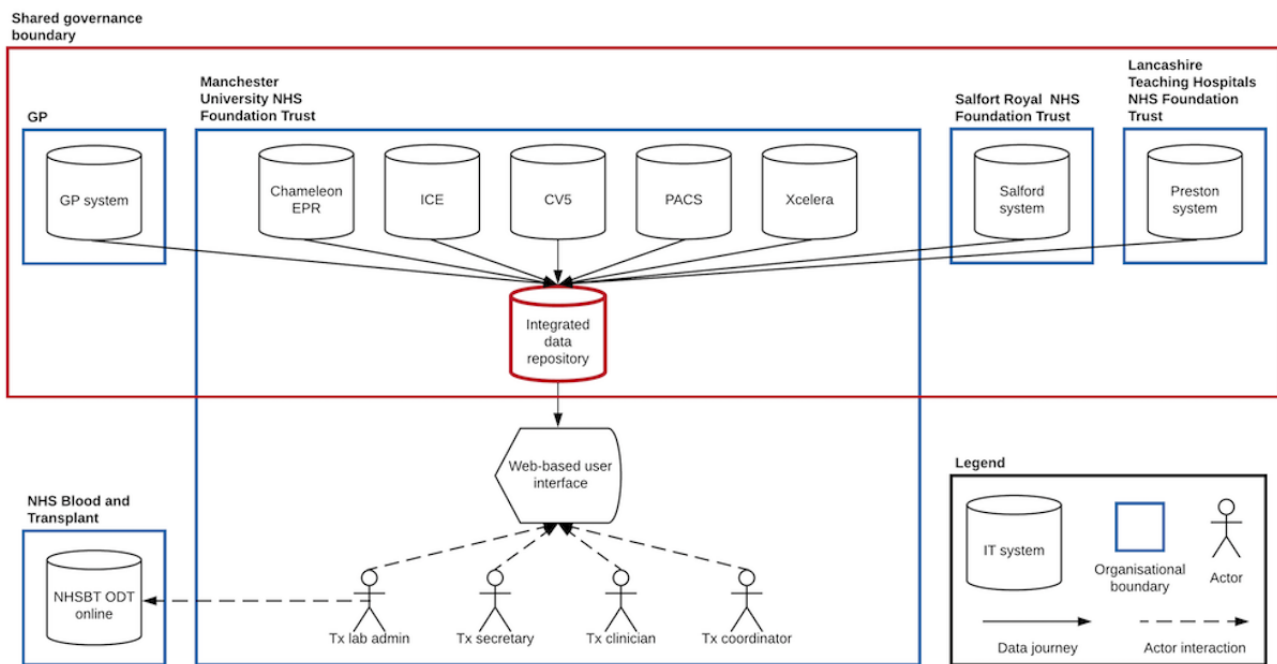 Shared governance
boundary
GP
Manchester
University NHS
Foundation Trust
Salfort Royal  NHS
Foundation Trust
Lancashire
Teaching Hospitals
NHS Foundation
Trust
GP system
Chameleon
EPR
ICE
CV5
PACS
Xcelera
Salford
system
Preston
system
Integrated
data
repository
Web-based user
interface
NHS Blood and
Transplant
NHSBT ODT
online
Tx lab admin
Tx secretary
Tx clinician
Tx coordinator
Legend
IT system
Organisational
boundary
Actor
Data journey
Actor interaction